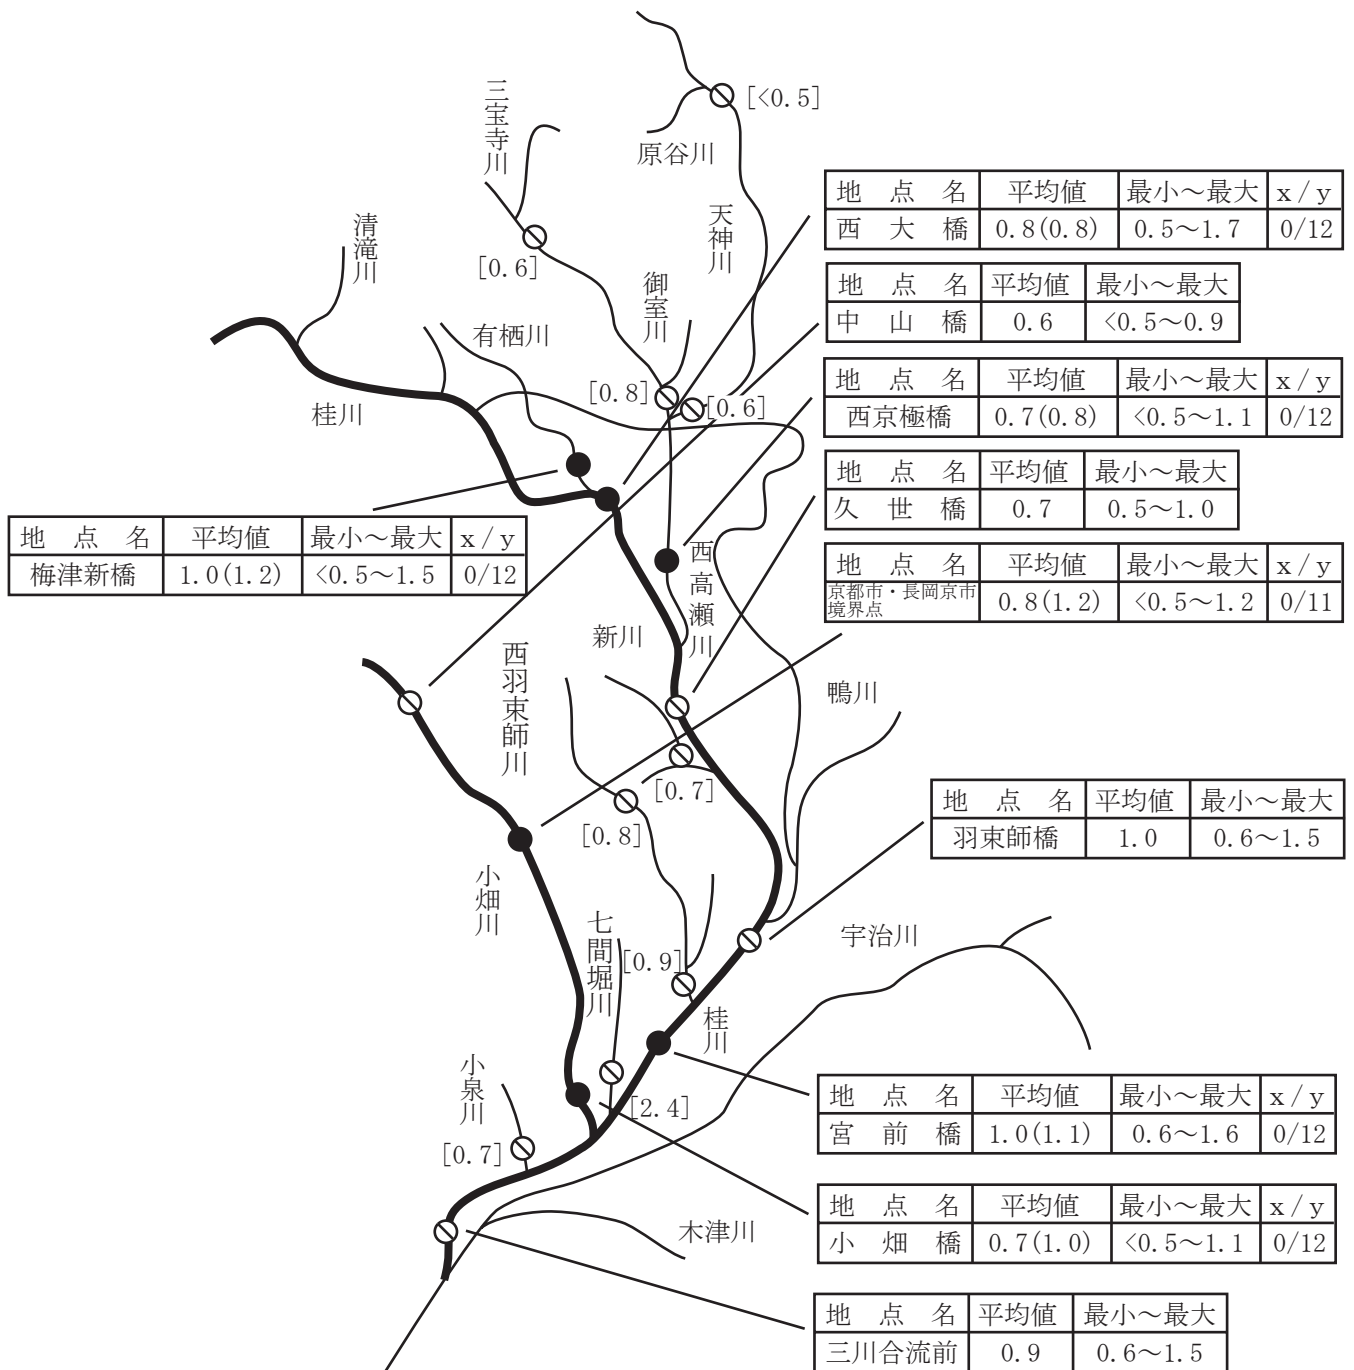 [<0.5]
三宝寺川
原谷川
天神川
清滝川
[0.6]
御室川
有栖川
桂川
[0.8]
[0.6]
地 点 名 平均値 最小~最大 x/y
西 大 橋 0.8(0.8) 0.5~1.7 0/12
地 点 名 平均値 最小~最大
中 山 橋 0.6 <0.5~0.9
地 点 名 平均値 最小~最大 x/y
西京極橋 0.7(0.8) <0.5~1.1 0/12
地 点 名 平均値 最小~最大
久 世 橋 0.7 0.5~1.0
地 点 名 平均値 最小~最大 x/y
梅津新橋 1.0(1.2) <0.5~1.5 0/12
地 点 名 平均値 最小~最大 x/y
京都市・長岡京市
境界点 0.8(1.2) <0.5~1.2 0/11
西高瀬川
新川
西羽束師川
鴨川
[0.7]
[0.8]
地 点 名 平均値 最小~最大
羽束師橋 1.0 0.6~1.5
小畑川
七間堀川
宇治川
[0.9]
桂川
小泉川
[2.4]
[0.7]
地 点 名 平均値 最小~最大 x/y
宮 前 橋 1.0(1.1) 0.6~1.6 0/12
木津川
地 点 名 平均値 最小~最大 x/y
小 畑 橋 0.7(1.0) <0.5~1.1 0/12
地 点 名 平均値 最小~最大
三川合流前 0.9 0.6~1.5